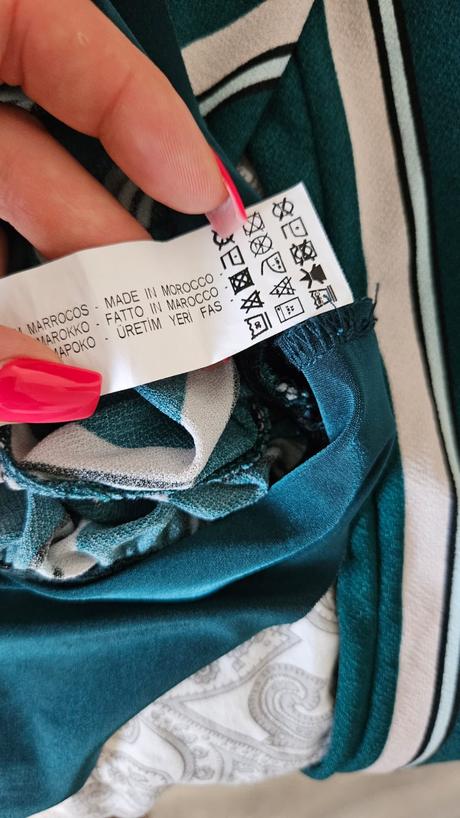 MARROCOS - MADE IN MOROCCO
MAROKKO - FATTO IN MAROCCO
МАРОКО - ÜRETIM YERİ FAS